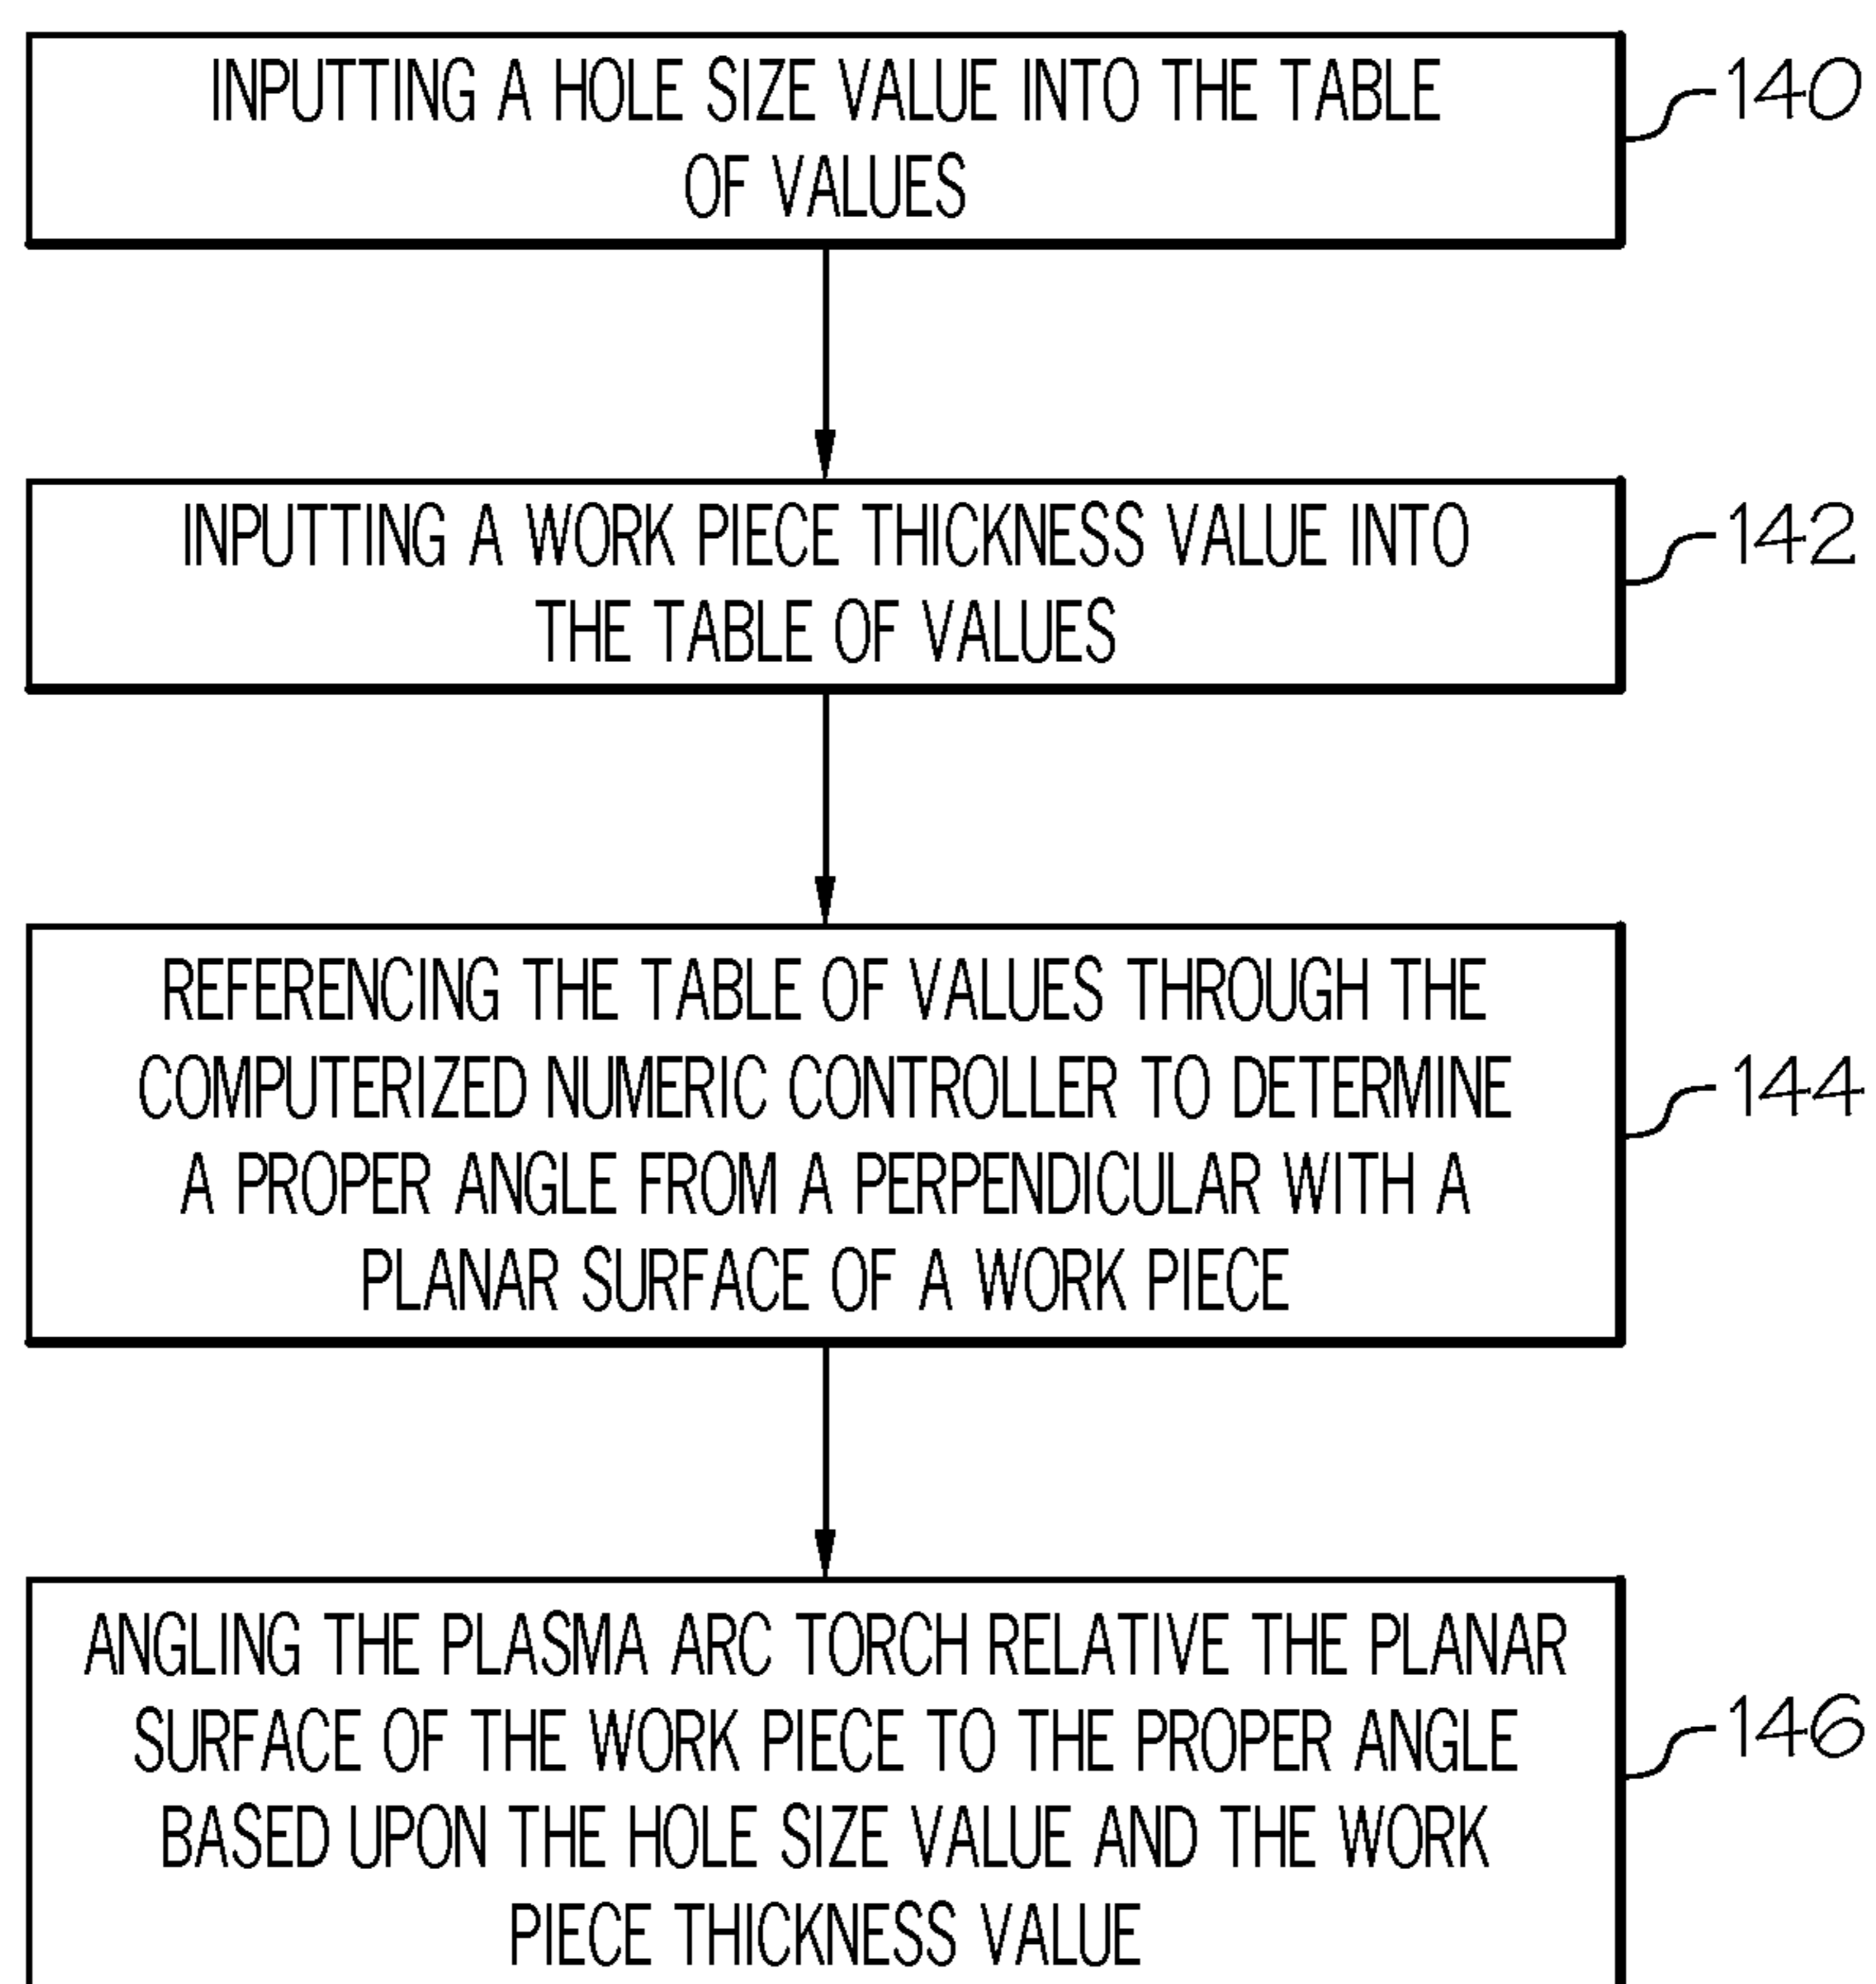 INPUTTING A HOLE SIZE VALUE INTO THE TABLE
OF VALUES
140
INPUTTING A WORK PIECE THICKNESS VALUE INTO
THE TABLE OF VALUES
142
REFERENCING THE TABLE OF VALUES THROUGH THE
COMPUTERIZED NUMERIC CONTROLLER TO DETERMINE
A PROPER ANGLE FROM A PERPENDICULAR WITH A
PLANAR SURFACE OF A WORK PIECE
144
ANGLING THE PLASMA ARC TORCH RELATIVE THE PLANAR
SURFACE OF THE WORK PIECE TO THE PROPER ANGLE
BASED UPON THE HOLE SIZE VALUE AND THE WORK
PIECE THICKNESS VALUE
146